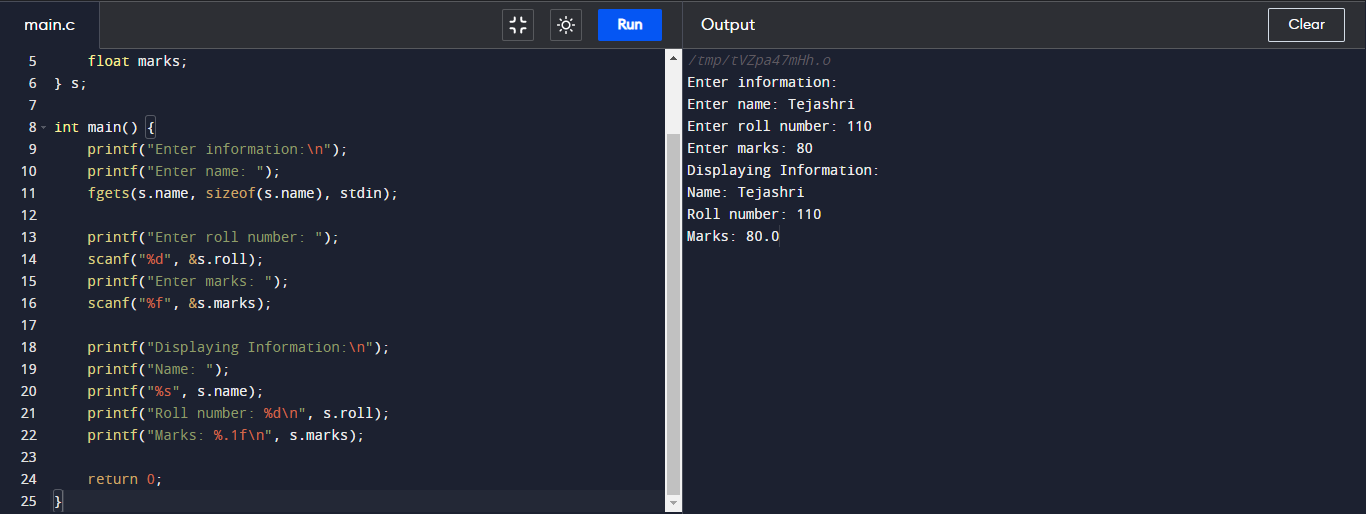 main.c
Run
Output
Clear
5 float marks;
6 } s;
7
8 int main() {
9 printf("Enter information:\n");
10 printf("Enter name: ");
11 fgets(s.name, sizeof(s.name), stdin);
12
13 printf("Enter roll number: ");
14 scanf("%d", &s.roll);
15 printf("Enter marks: ");
16 scanf("%f", &s.marks);
17
18 printf("Displaying Information:\n");
19 printf("Name: ");
20 printf("%s", s.name);
21 printf("Roll number: %d\n", s.roll);
22 printf("Marks: %.1f\n", s.marks);
23
24 return 0;
25 }
/tmp/tVZpa47mHh.o
Enter information:
Enter name: Tejashri
Enter roll number: 110
Enter marks: 80
Displaying Information:
Name: Tejashri
Roll number: 110
Marks: 80.0